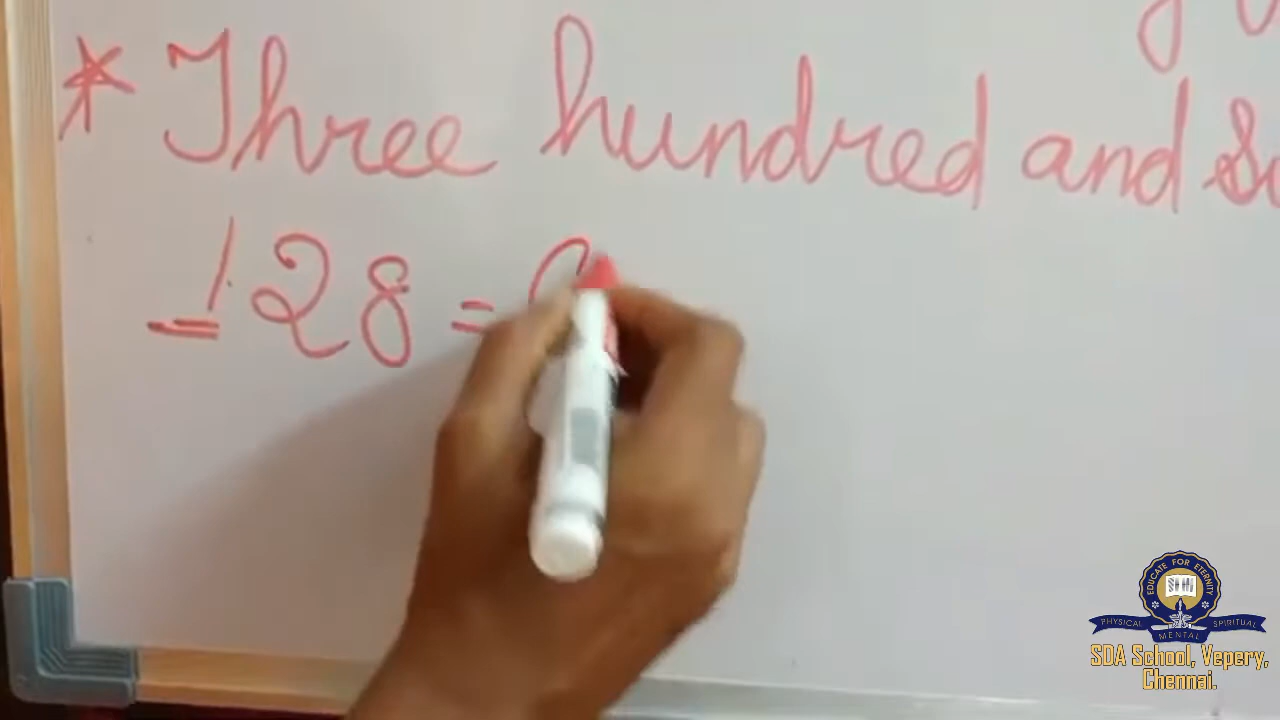 * Three hundred and
128 =
EDUCATE FOR ETERNITY
PHYSICAL MENTAL SPIRITUAL
SDA School, Vepery,
Chennai.